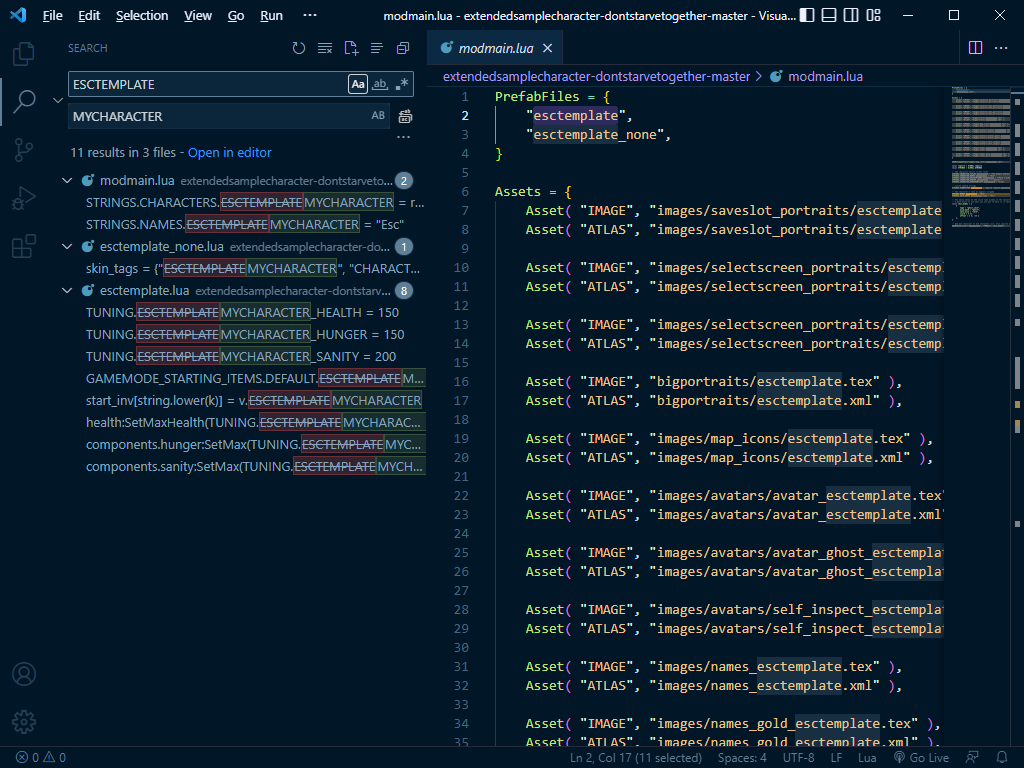 File Edit Selection View Go Run ··· modmain.lua - extendedsamplecharacter-dontstarvetogether-master - Visua...
SEARCH
ESCTEMPLATE Aa ab .*
MYCHARACTER AB
11 results in 3 files - Open in editor
modmain.lua extendedsamplecharacter-dontstarveto... 2
STRINGS.CHARACTERS.ESCTEMPLATEMYCHARACTER = r...
STRINGS.NAMES.ESCTEMPLATEMYCHARACTER = "Esc"
esctemplate_none.lua extendedsamplecharacter-do... 1
skin_tags = {"ESCTEMPLATEMYCHARACTER", "CHARACT...
esctemplate.lua extendedsamplecharacter-dontstarv... 8
TUNING.ESCTEMPLATEMYCHARACTER_HEALTH = 150
TUNING.ESCTEMPLATEMYCHARACTER_HUNGER = 150
TUNING.ESCTEMPLATEMYCHARACTER_SANITY = 200
GAMEMODE_STARTING_ITEMS.DEFAULT.ESCTEMPLATEM...
start_inv[string.lower(k)] = v.ESCTEMPLATEMYCHARACTER
health:SetMaxHealth(TUNING.ESCTEMPLATEMYCHARAC...
components.hunger:SetMax(TUNING.ESCTEMPLATEMYC...
components.sanity:SetMax(TUNING.ESCTEMPLATEMYCH...
modmain.lua
extendedsamplecharacter-dontstarvetogether-master > modmain.lua
1 PrefabFiles = {
2 "esctemplate",
3 "esctemplate_none",
4 }
5
6 Assets = {
7 Asset( "IMAGE", "images/saveslot_portraits/esctemplate
8 Asset( "ATLAS", "images/saveslot_portraits/esctemplate
9
10 Asset( "IMAGE", "images/selectscreen_portraits/esctempl
11 Asset( "ATLAS", "images/selectscreen_portraits/esctempl
12
13 Asset( "IMAGE", "images/selectscreen_portraits/esctempl
14 Asset( "ATLAS", "images/selectscreen_portraits/esctempl
15
16 Asset( "IMAGE", "bigportraits/esctemplate.tex" ),
17 Asset( "ATLAS", "bigportraits/esctemplate.xml" ),
18
19 Asset( "IMAGE", "images/map_icons/esctemplate.tex" ),
20 Asset( "ATLAS", "images/map_icons/esctemplate.xml" ),
21
22 Asset( "IMAGE", "images/avatars/avatar_esctemplate.tex"
23 Asset( "ATLAS", "images/avatars/avatar_esctemplate.xml"
24
25 Asset( "IMAGE", "images/avatars/avatar_ghost_esctemplat
26 Asset( "ATLAS", "images/avatars/avatar_ghost_esctemplat
27
28 Asset( "IMAGE", "images/avatars/self_inspect_esctemplat
29 Asset( "ATLAS", "images/avatars/self_inspect_esctemplat
30
31 Asset( "IMAGE", "images/names_esctemplate.tex" ),
32 Asset( "ATLAS", "images/names_esctemplate.xml" ),
33
34 Asset( "IMAGE", "images/names_gold_esctemplate.tex" ),
35 Asset( "ATLAS", "images/names_gold_esctemplate.xml" ),
0 0 Ln 2, Col 17 (11 selected) Spaces: 4 UTF-8 LF Lua Go Live